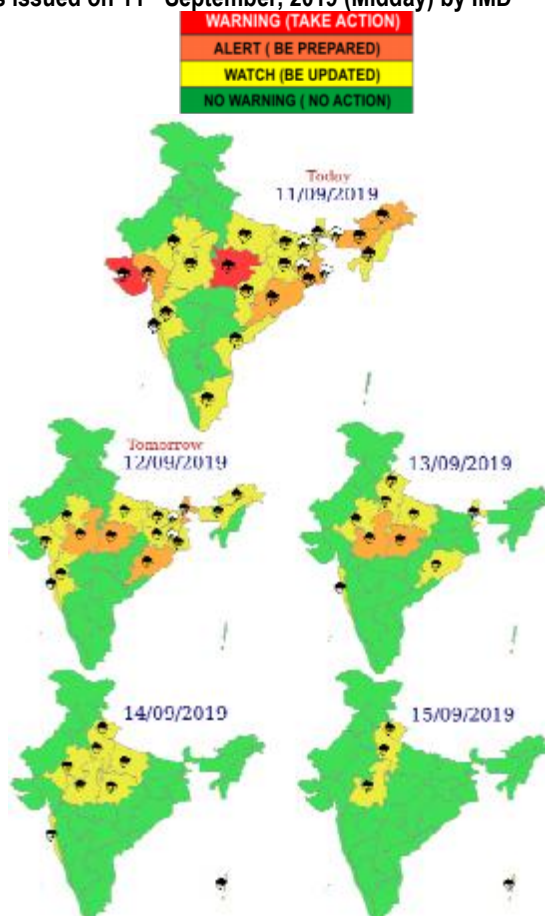 s issued on 11 September, 2019 (Midday) by IMD
WARNING (TAKE ACTION)
ALERT ( BE PREPARED)
WATCH (BE UPDATED)
NO WARNING ( NO ACTION)
Today
11/09/2019
Tomorrow
12/09/2019
13/09/2019
14/09/2019
15/09/2019